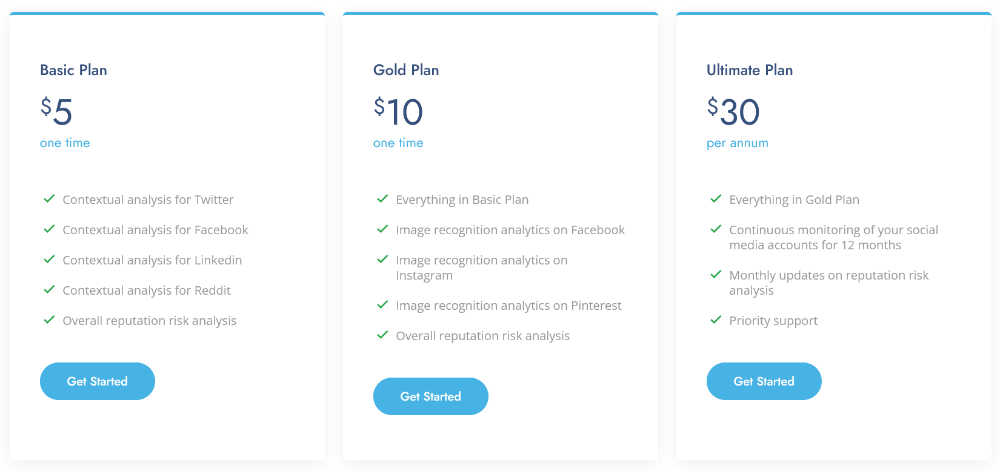 Basic Plan
$5
one time
Contextual analysis for Twitter
Contextual analysis for Facebook
Contextual analysis for Linkedin
Contextual analysis for Reddit
Overall reputation risk analysis
Get Started
Gold Plan
$10
one time
Everything in Basic Plan
Image recognition analytics on Facebook
Image recognition analytics on
Instagram
Image recognition analytics on Pinterest
Overall reputation risk analysis
Get Started
Ultimate Plan
$30
per annum
Everything in Gold Plan
Continuous monitoring of your social
media accounts for 12 months
Monthly updates on reputation risk
analysis
Priority support
Get Started